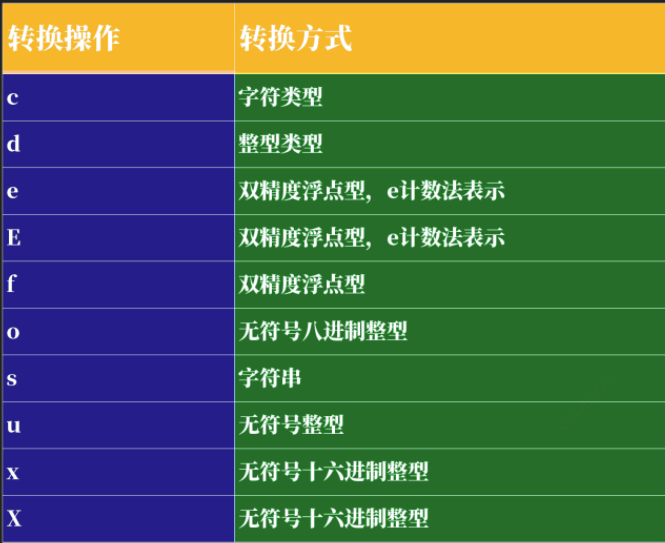 转换操作 转换方式
c 字符类型
d 整型类型
e 双精度浮点型，e计数法表示
E 双精度浮点型，e计数法表示
f 双精度浮点型
o 无符号八进制整型
s 字符串
u 无符号整型
x 无符号十六进制整型
X 无符号十六进制整型